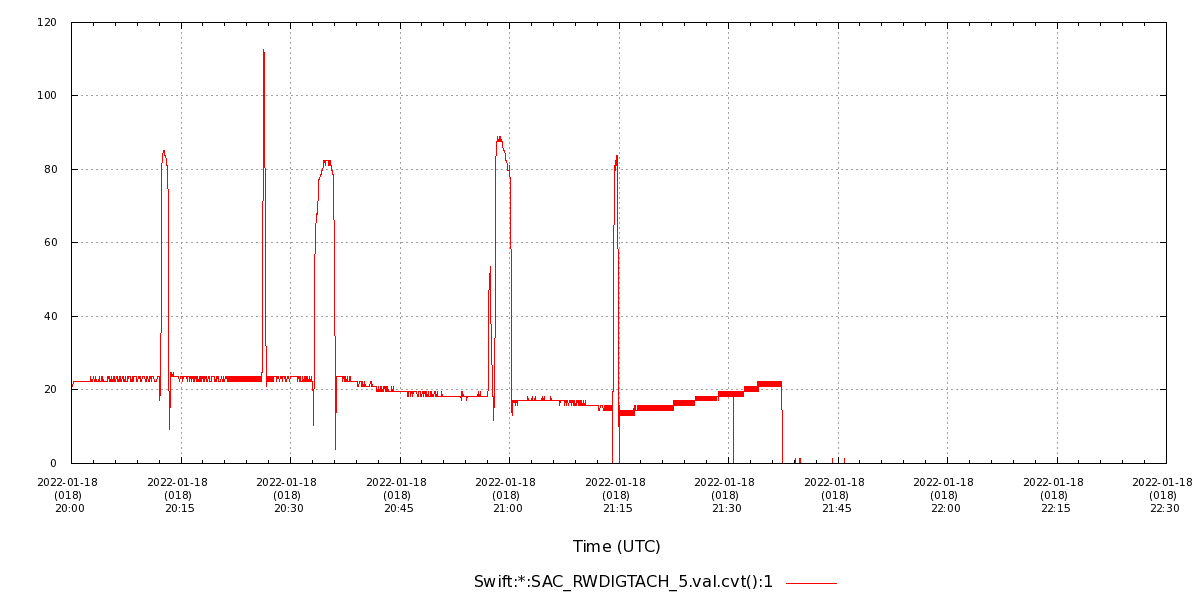 120
100
80
60
40
20
0
2022-01-18 2022-01-18 2022-01-18 2022-01-18 2022-01-18 2022-01-18 2022-01-18 2022-01-18 2022-01-18 2022-01-18 2022-01-18
(018) (018) (018) (018) (018) (018) (018) (018) (018) (018) (018)
20:00 20:15 20:30 20:45 21:00 21:15 21:30 21:45 22:00 22:15 22:30
Time (UTC)
Swift:*:SAC_RWDIGTACH_5.val.cvt():1